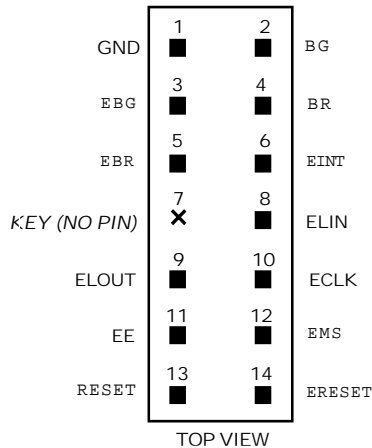 1 2
GND BG
3 4
EBG BR
5 6
EBR EINT
7 8
KEY (NO PIN) ELIN
9 10
ELOUT ECLK
11 12
EE EMS
13 14
RESET ERESET
TOP VIEW